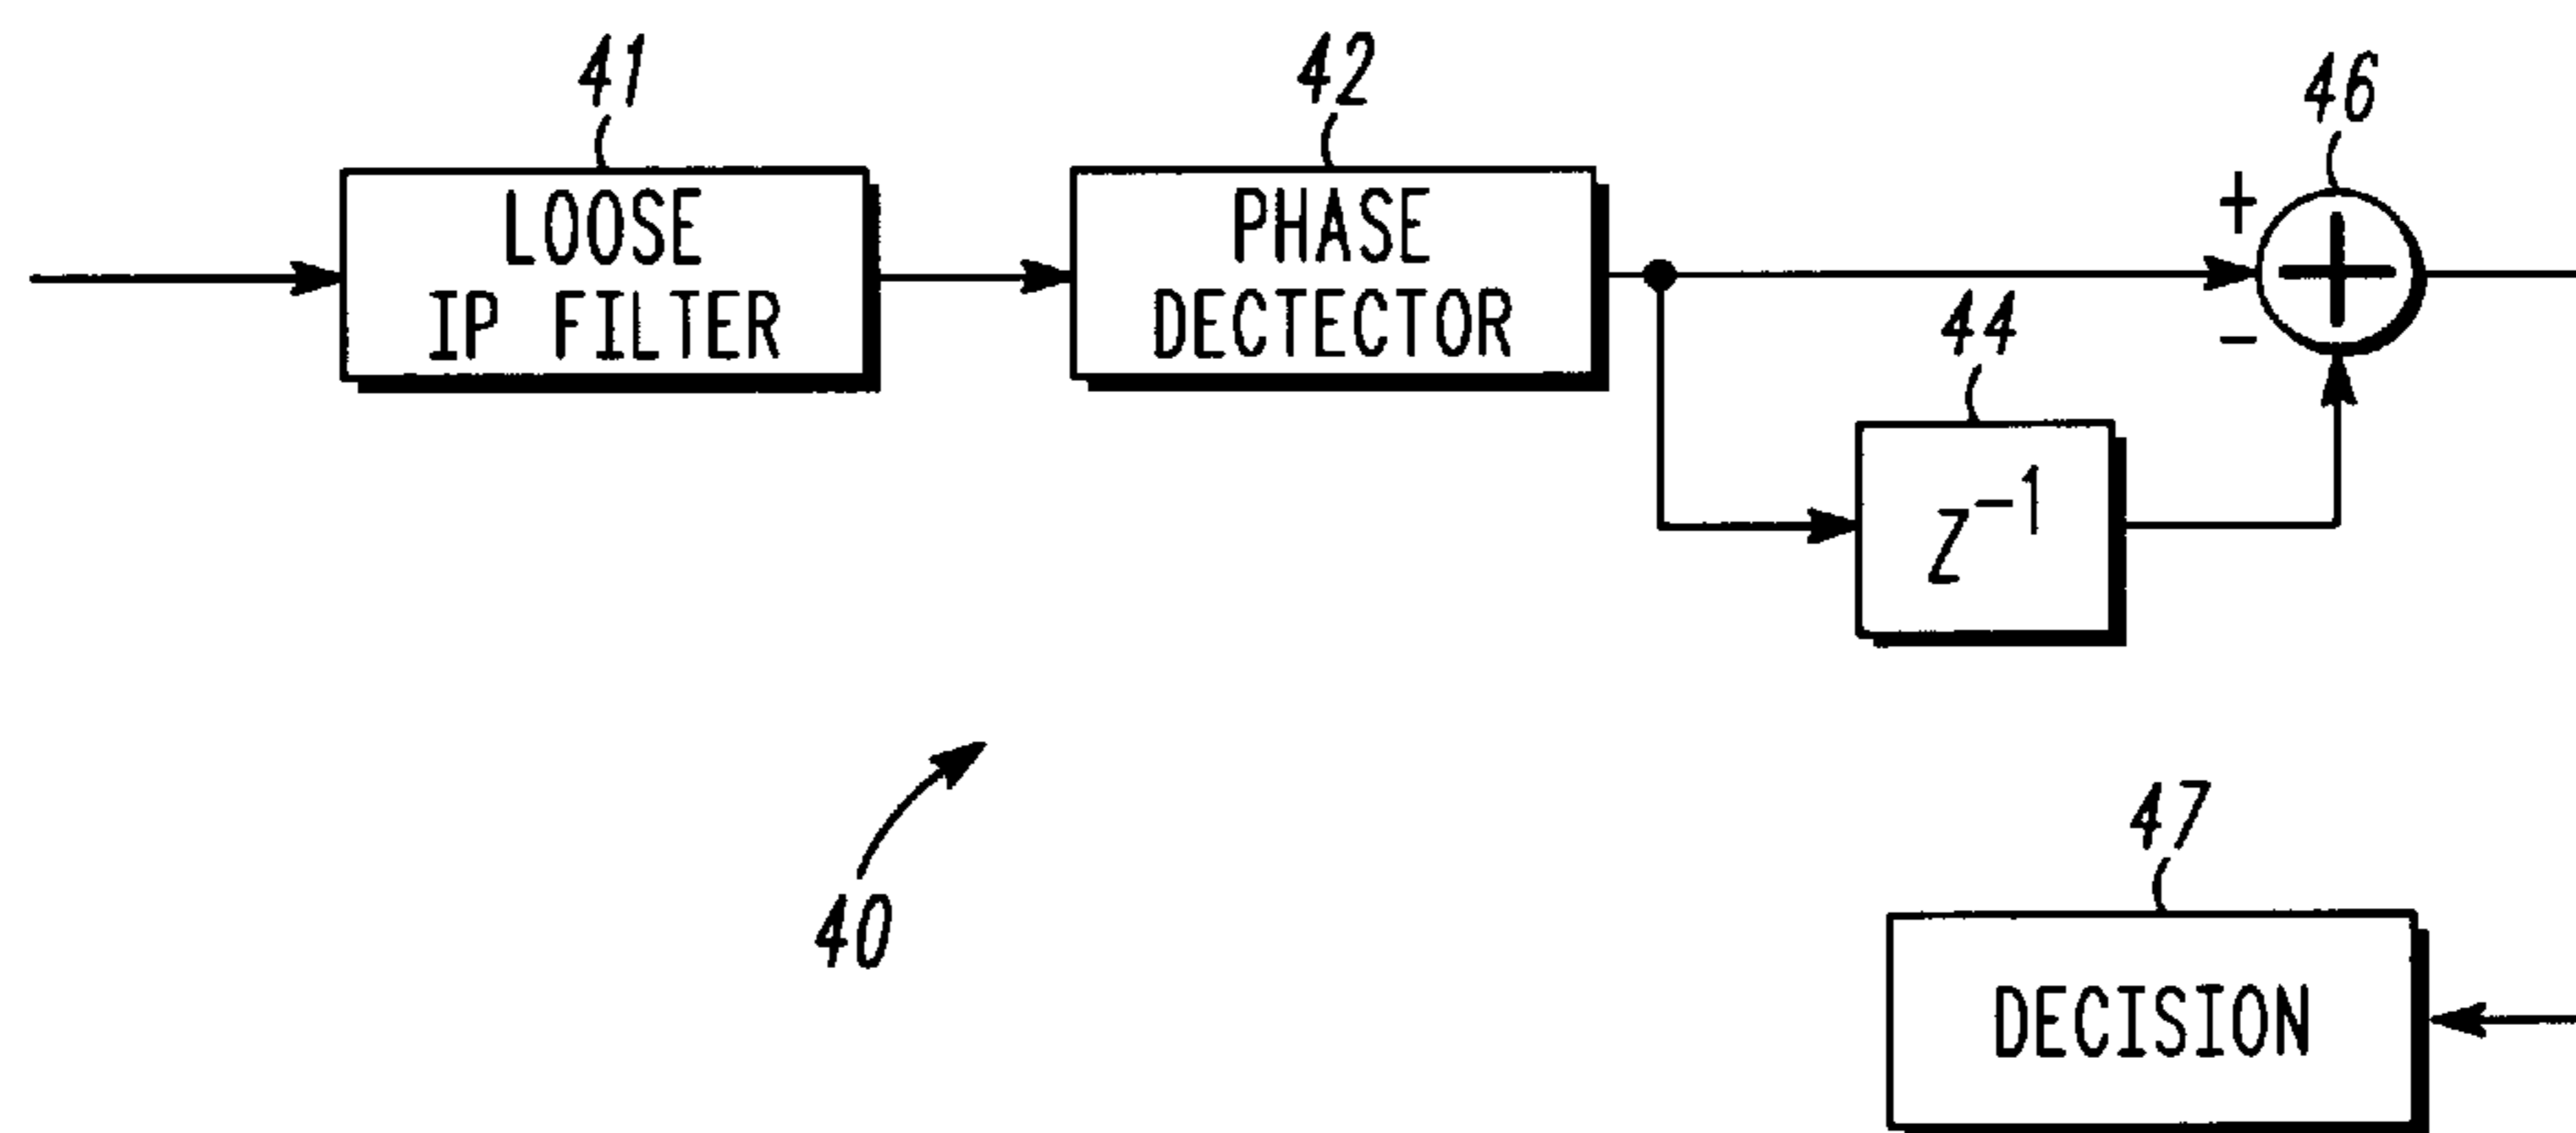 41
LOOSE
IP FILTER
42
PHASE
DECTECTOR
46
+
+
-
44
Z^-1
40
47
DECISION